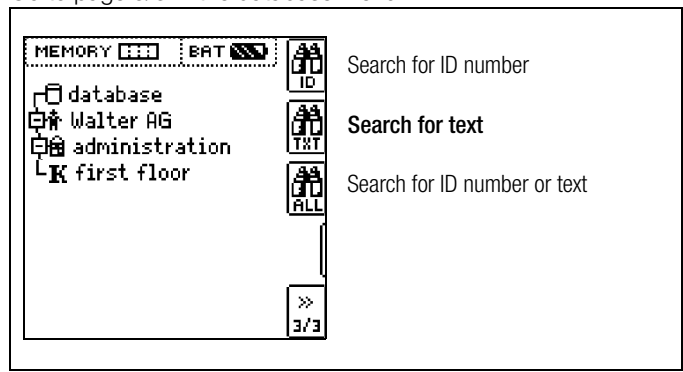 MEMORY BAT
ID
Search for ID number
database
Walter AG
TXT
Search for text
administration
K first floor
ALL
Search for ID number or text
»
3/3